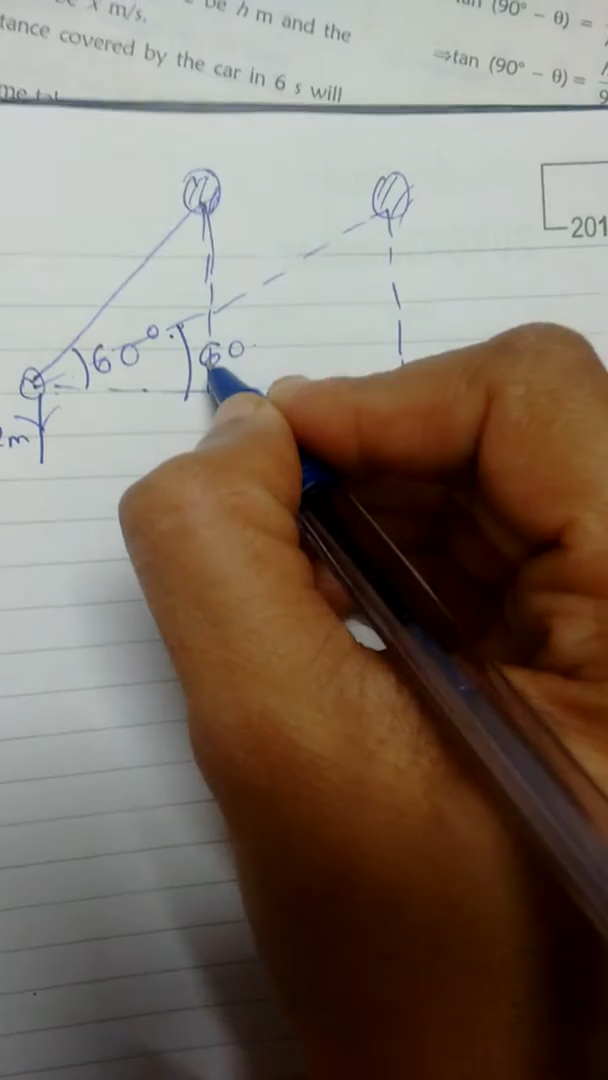 x m/s.
be h m and the
tance covered by the car in 6 s will
(90° − θ) =
⇒tan (90° − θ) =
201
60°
60
m